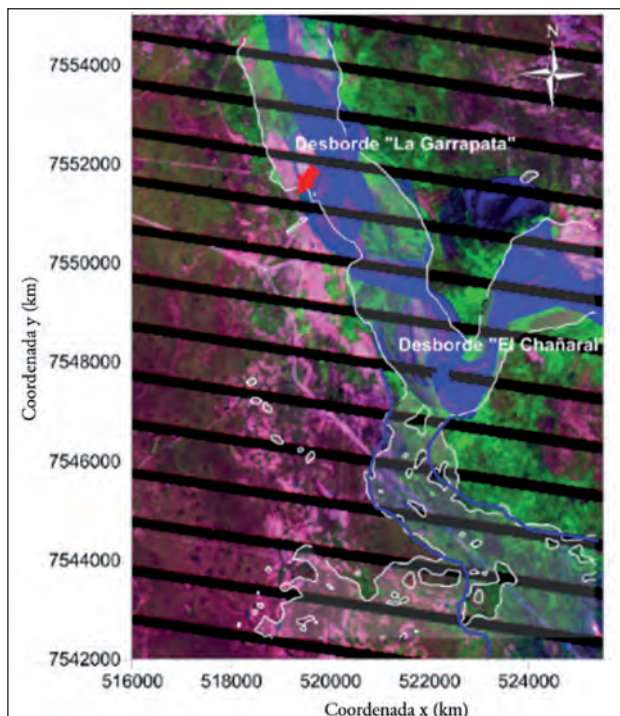 N
7554000
Desborde "La Garrapata"
7552000
7550000
Desborde "El Chañaral"
7548000
7546000
7544000
7542000
516000 518000 520000 522000 524000
Coordenada y (km)
Coordenada x (km)